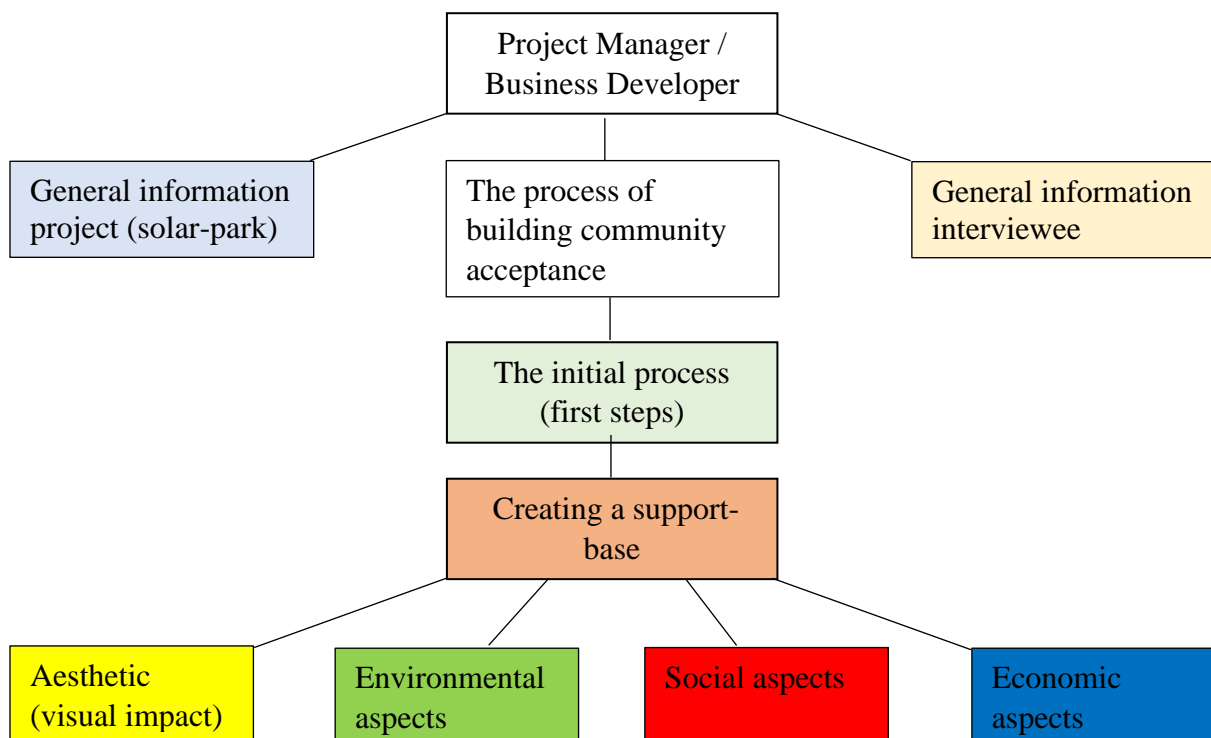 Project Manager /
Business Developer
General information
project (solar-park)
The process of
building community
acceptance
General information
interviewee
The initial process
(first steps)
Creating a support-
base
Aesthetic
(visual impact)
Environmental
aspects
Social aspects
Economic
aspects